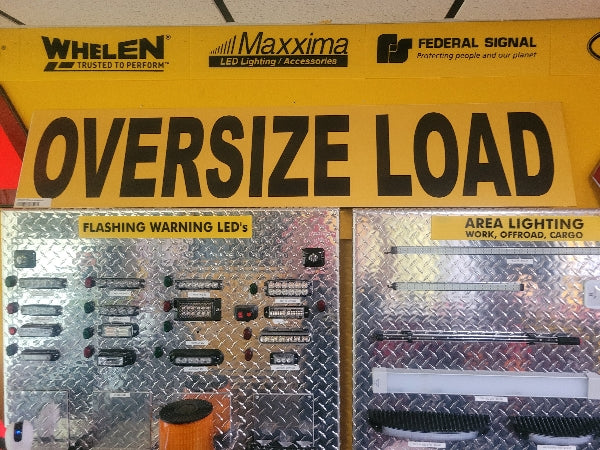 WHELEN
TRUSTED TO PERFORM™
Maxxima
LED Lighting / Accessories
FEDERAL SIGNAL
Protecting people and our planet
OVERSIZE LOAD
FLASHING WARNING LED's
AREA LIGHTING
WORK, OFFROAD, CARGO